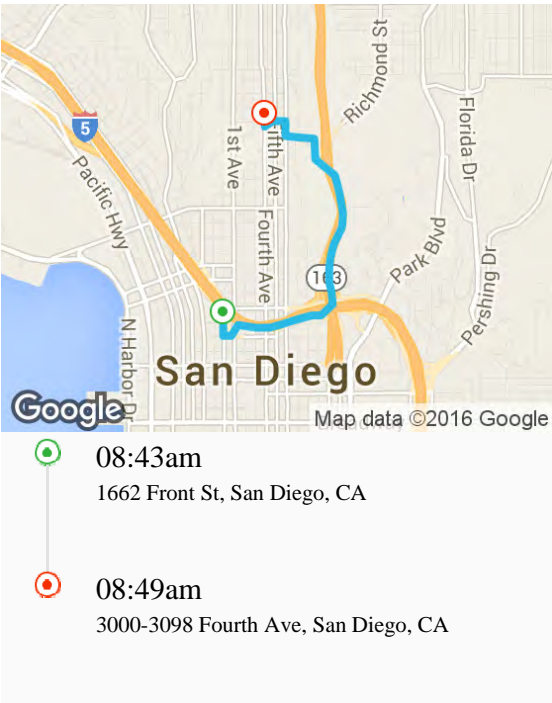 Richmond St
5
1st Ave
Fifth Ave
Florida Dr
Pacific Hwy
Fourth Ave
Park Blvd
163
Pershing Dr
N Harbor Dr
San Diego
Google
Map data ©2016 Google
08:43am
1662 Front St, San Diego, CA
08:49am
3000-3098 Fourth Ave, San Diego, CA